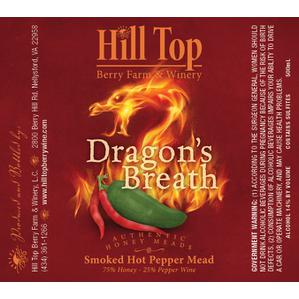 Hill Top
Berry Farm & Winery
Dragon's
Breath
AUTHENTIC
HONEY MEADS
Smoked Hot Pepper Mead
75% Honey - 25% Pepper Wine
Produced and Bottled by:
Hill Top Berry Farm & Winery, L.C. 2800 Berry Hill Rd. Nellysford, VA 22958
(434) 361-1266 www.hilltopberrywine.com
GOVERNMENT WARNING: (1) ACCORDING TO THE SURGEON GENERAL, WOMEN SHOULD
NOT DRINK ALCOHOLIC BEVERAGES DURING PREGNANCY BECAUSE OF THE RISK OF BIRTH
DEFECTS. (2) CONSUMPTION OF ALCOHOLIC BEVERAGES IMPAIRS YOUR ABILITY TO DRIVE
A CAR OR OPERATE MACHINERY, AND MAY CAUSE HEALTH PROBLEMS.
CONTAINS SULFITES
ALCOHOL 14% BY VOLUME 500mL